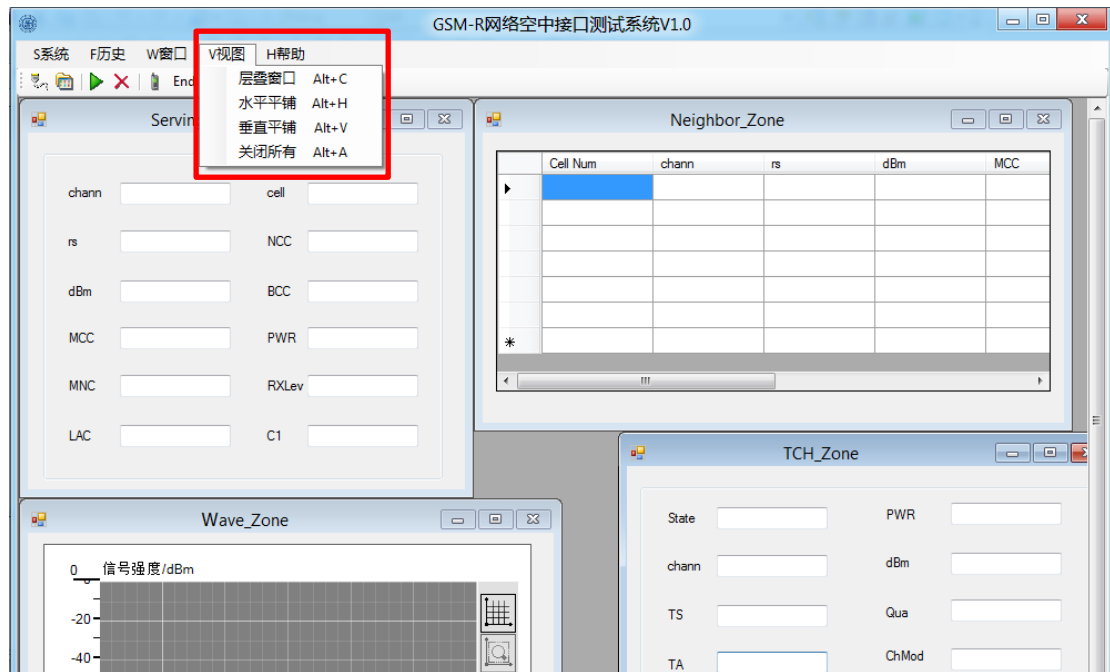 GSM-R网络空中接口测试系统V1.0
S系统 F历史 W窗口 V视图 H帮助
End
层叠窗口 Alt+C
水平平铺 Alt+H
垂直平铺 Alt+V
关闭所有 Alt+A
chann cell
rs NCC
dBm BCC
MCC PWR
MNC RXLev
LAC C1
Neighbor_Zone
Cell Num chann rs dBm MCC
TCH_Zone
State PWR
chann dBm
TS Qua
TA ChMod
Wave_Zone
0 信号强度/dBm
-20
-40